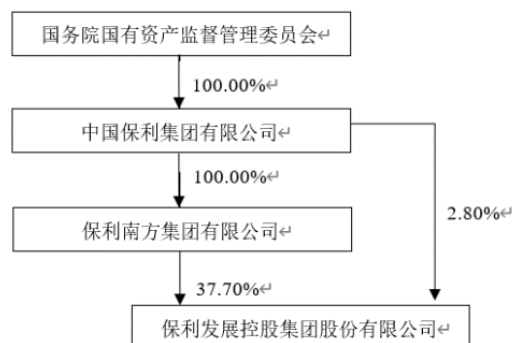 国务院国有资产监督管理委员会↵
100.00%↵
中国保利集团有限公司↵
100.00%↵
2.80%↵
保利南方集团有限公司↵
37.70%↵
保利发展控股集团股份有限公司↵